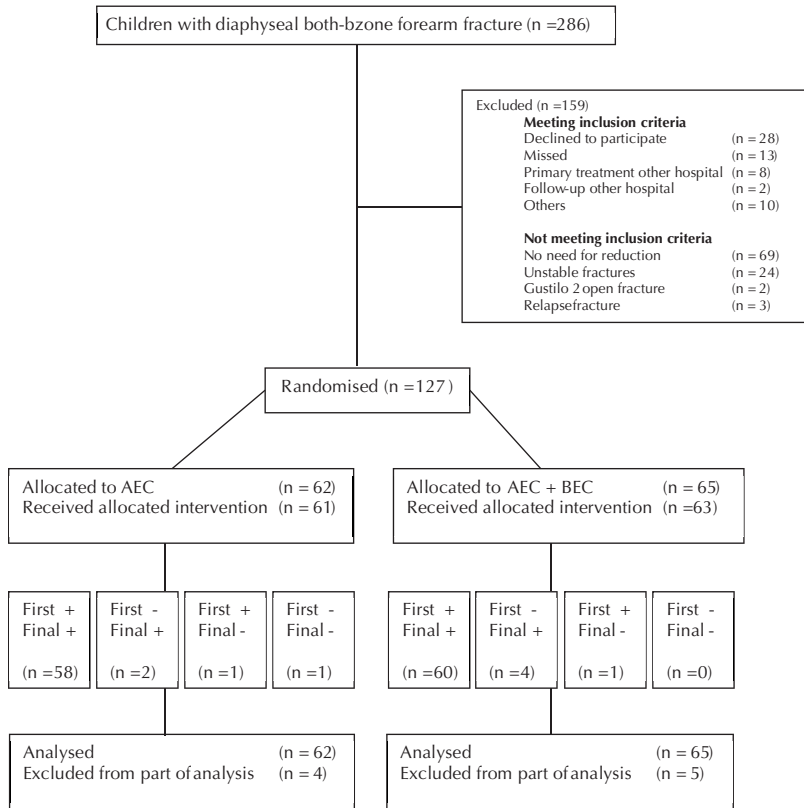 Children with diaphyseal both-bzone forearm fracture (n =286)
Excluded (n =159)
Meeting inclusion criteria
Declined to participate (n = 28)
Missed (n = 13)
Primary treatment other hospital (n = 8)
Follow-up other hospital (n = 2)
Others (n = 10)
Not meeting inclusion criteria
No need for reduction (n = 69)
Unstable fractures (n = 24)
Gustilo 2 open fracture (n = 2)
Relapsefracture (n = 3)
Randomised (n =127)
Allocated to AEC (n = 62)
Received allocated intervention (n = 61)
Allocated to AEC + BEC (n = 65)
Received allocated intervention (n =63)
First +
Final +
(n =58)
First -
Final +
(n =2)
First +
Final -
(n =1)
First -
Final -
(n =1)
First +
Final +
(n =60)
First -
Final +
(n =4)
First +
Final -
(n =1)
First -
Final -
(n =0)
Analysed (n = 62)
Excluded from part of analysis (n = 4)
Analysed (n = 65)
Excluded from part of analysis (n = 5)